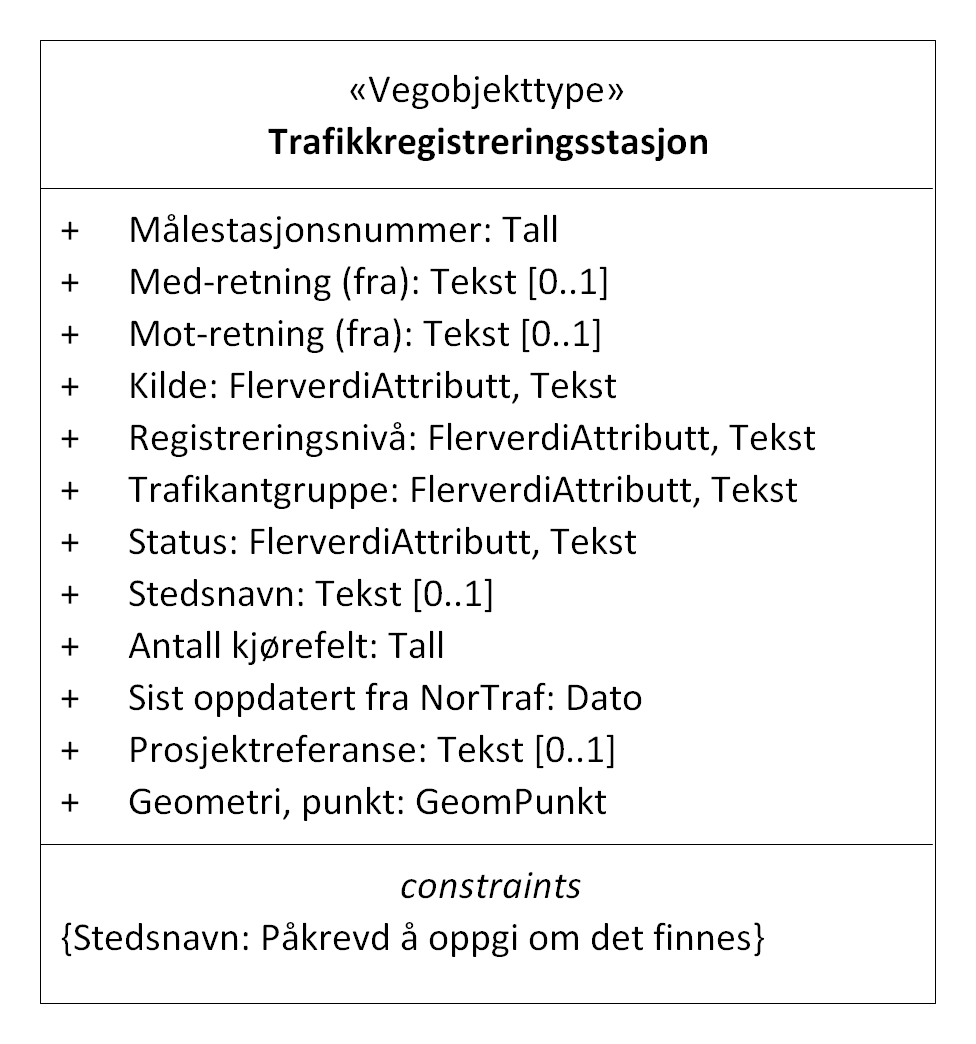 «Vegobjekttype»
Trafikkregistreringsstasjon
+ Målestasjonsnummer: Tall
+ Med-retning (fra): Tekst [0..1]
+ Mot-retning (fra): Tekst [0..1]
+ Kilde: FlerverdiAttributt, Tekst
+ Registreringsnivå: FlerverdiAttributt, Tekst
+ Trafikantgruppe: FlerverdiAttributt, Tekst
+ Status: FlerverdiAttributt, Tekst
+ Stedsnavn: Tekst [0..1]
+ Antall kjørefelt: Tall
+ Sist oppdatert fra NorTraf: Dato
+ Prosjektreferanse: Tekst [0..1]
+ Geometri, punkt: GeomPunkt
constraints
{Stedsnavn: Påkrevd å oppgi om det finnes}